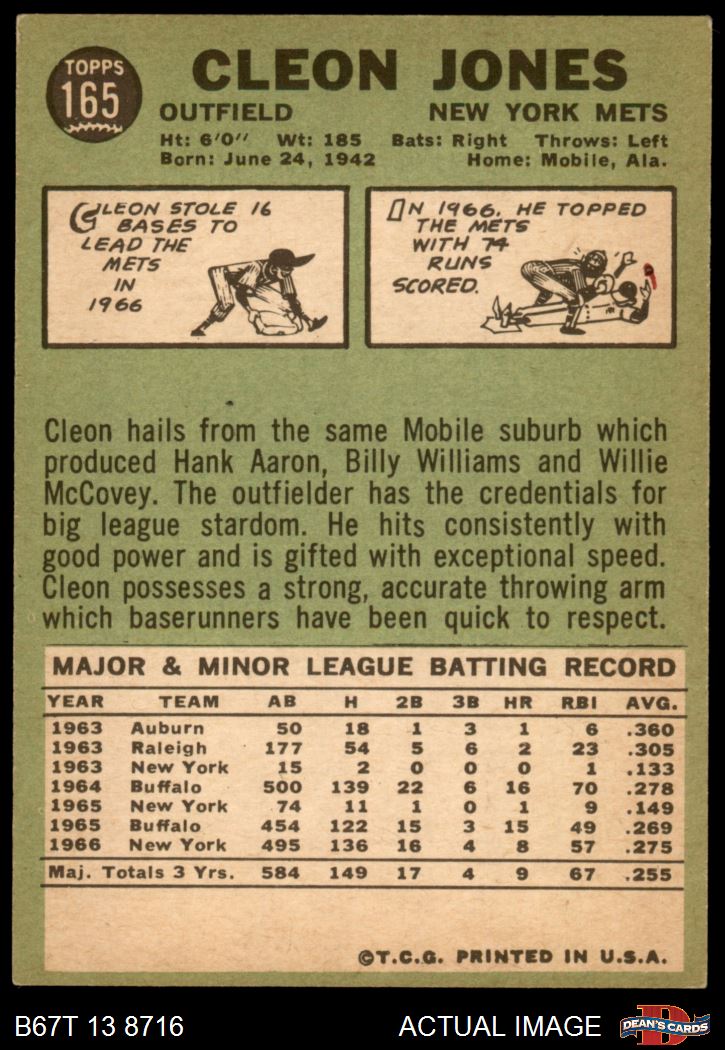 TOPPS
165
CLEON JONES
OUTFIELD NEW YORK METS
Ht: 6'0" Wt: 185 Bats: Right Throws: Left
Born: June 24, 1942 Home: Mobile, Ala.
CLEON STOLE 16
BASES TO
LEAD THE
METS
IN
1966
IN 1966, HE TOPPED
THE METS
WITH 74
RUNS
SCORED.
Cleon hails from the same Mobile suburb which
produced Hank Aaron, Billy Williams and Willie
McCovey. The outfielder has the credentials for
big league stardom. He hits consistently with
good power and is gifted with exceptional speed.
Cleon possesses a strong, accurate throwing arm
which baserunners have been quick to respect.
MAJOR & MINOR LEAGUE BATTING RECORD
YEAR TEAM AB H 2B 3B HR RBI AVG.
1963 Auburn 50 18 1 3 1 6 .360
1963 Raleigh 177 54 5 6 2 23 .305
1963 New York 15 2 0 0 0 1 .133
1964 Buffalo 500 139 22 6 16 70 .278
1965 New York 74 11 1 0 1 9 .149
1965 Buffalo 454 122 15 3 15 49 .269
1966 New York 495 136 16 4 8 57 .275
Maj. Totals 3 Yrs. 584 149 17 4 9 67 .255
©T.C.G. PRINTED IN U.S.A.
B67T 13 8716 ACTUAL IMAGE
D
DEAN'S CARDS